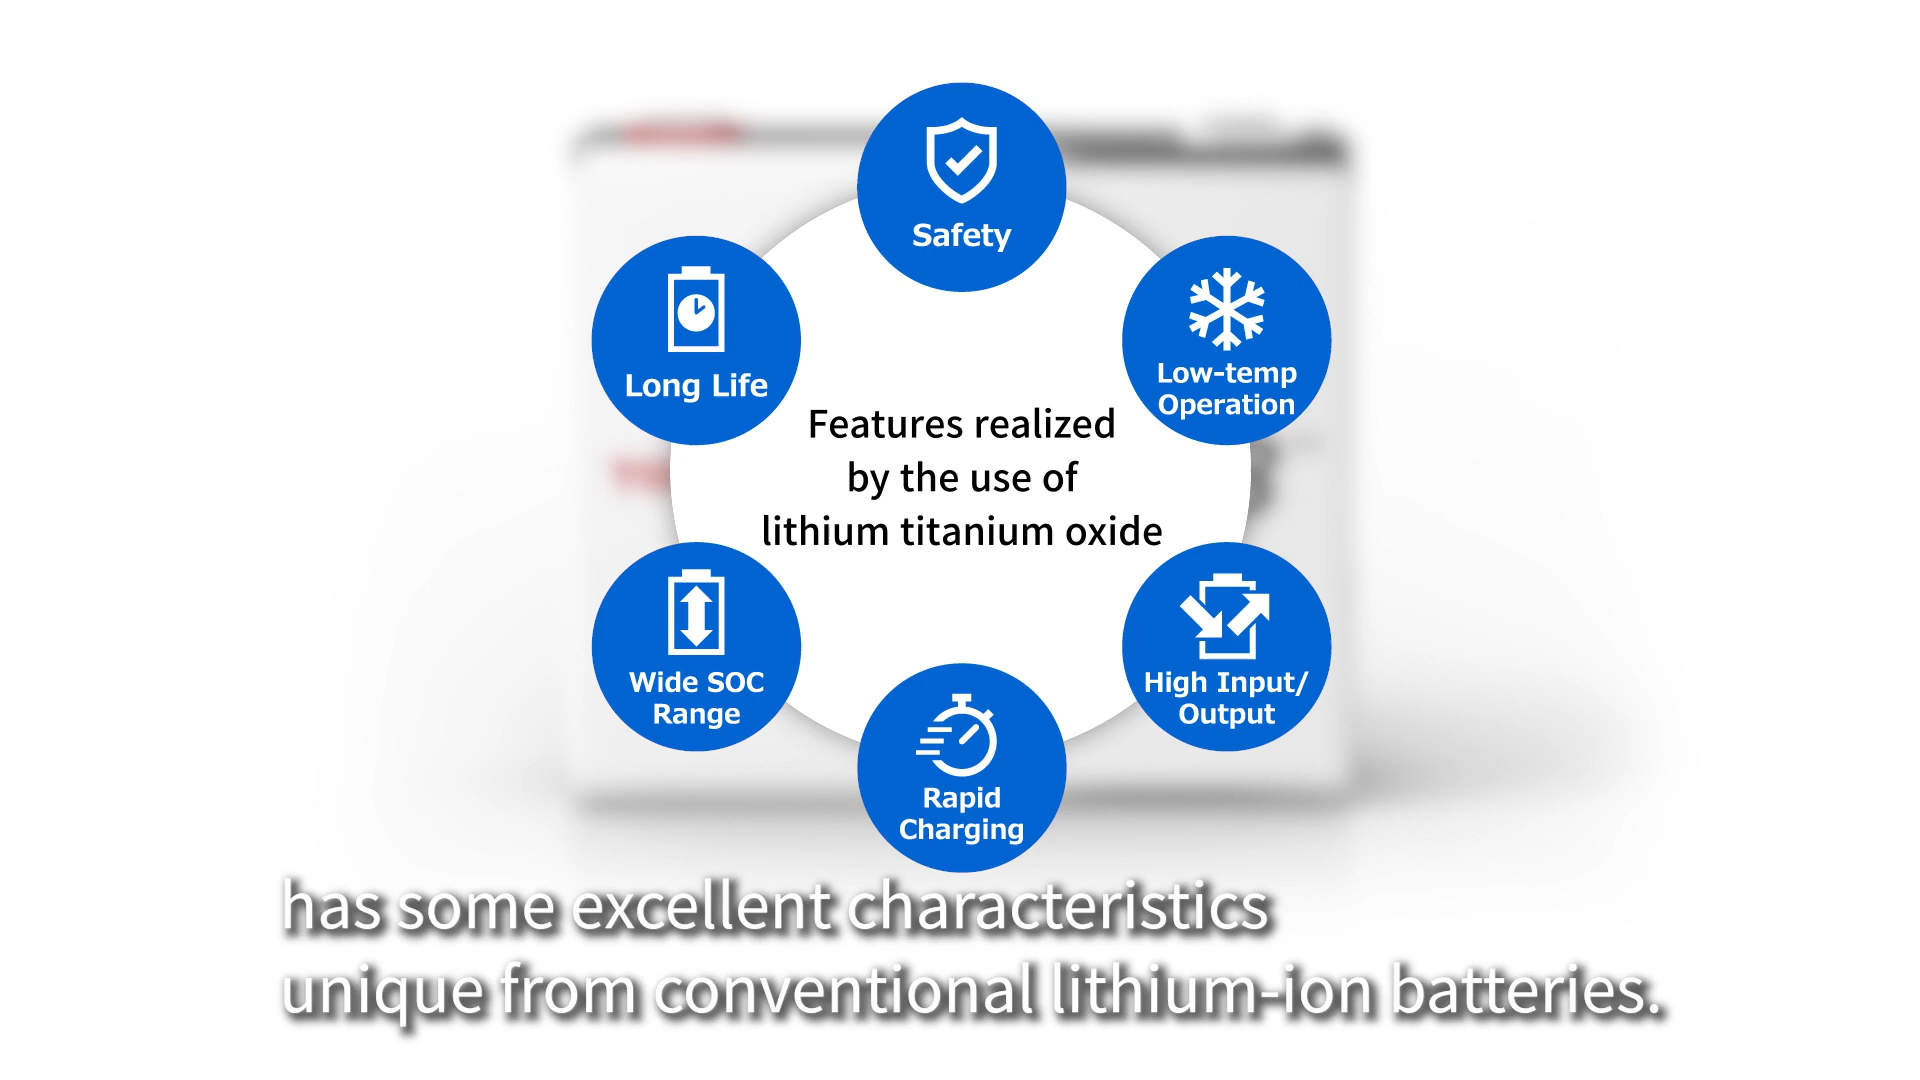 Safety
Long Life
Low-temp
Operation
Features realized
by the use of
lithium titanium oxide
Wide SOC
Range
High Input/
Output
Rapid
Charging
has some excellent characteristics
unique from conventional lithium-ion batteries.